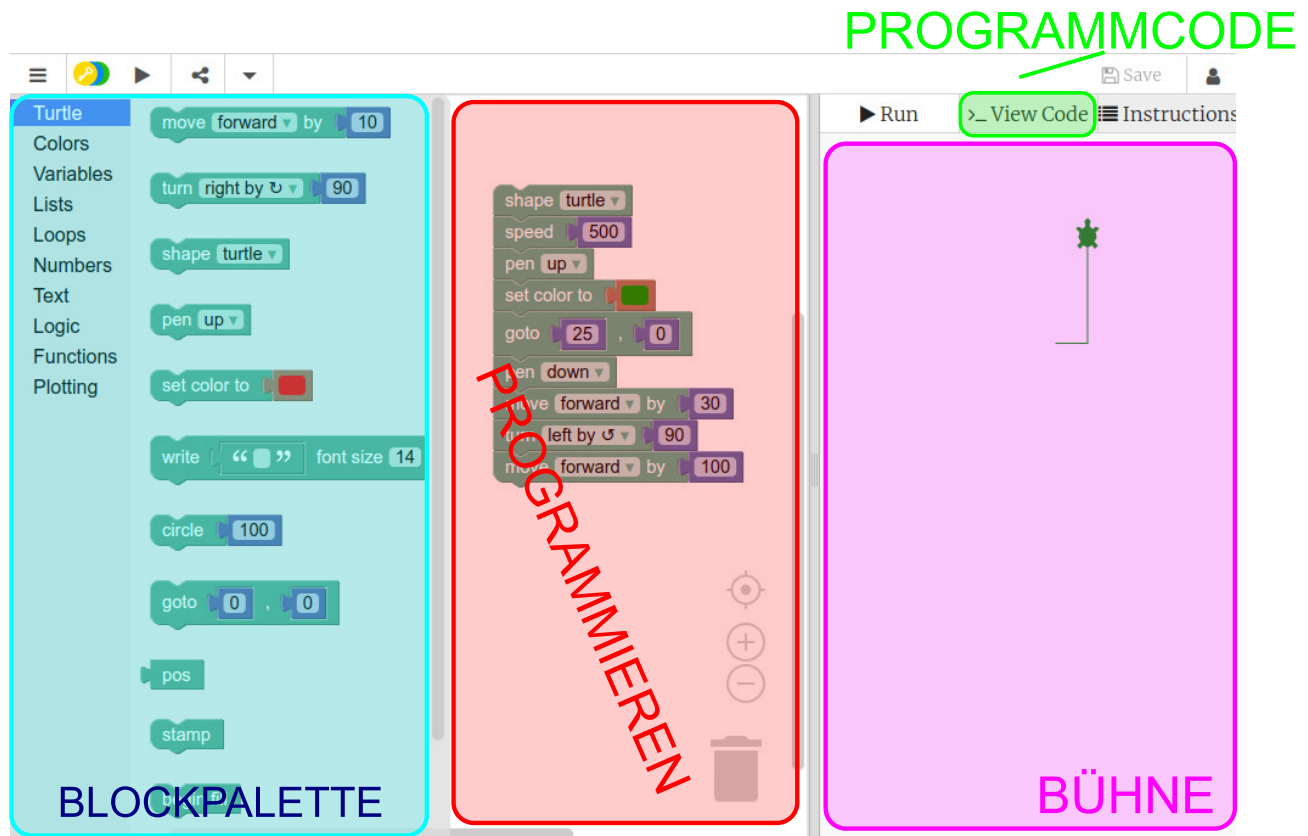 PROGRAMMCODE
Save
Turtle
Colors
Variables
Lists
Loops
Numbers
Text
Logic
Functions
Plotting
move forward by 10
turn right by ↻ 90
shape turtle
pen up
set color to
write “ ” font size 14
circle 100
goto 0 , 0
pos
stamp
BLOCKPALETTE
shape turtle
speed 500
pen up
set color to
goto 25 , 0
pen down
move forward by 30
turn left by ↺ 90
move forward by 100
PROGRAMMIEREN
Run
>_ View Code
Instructions
BÜHNE